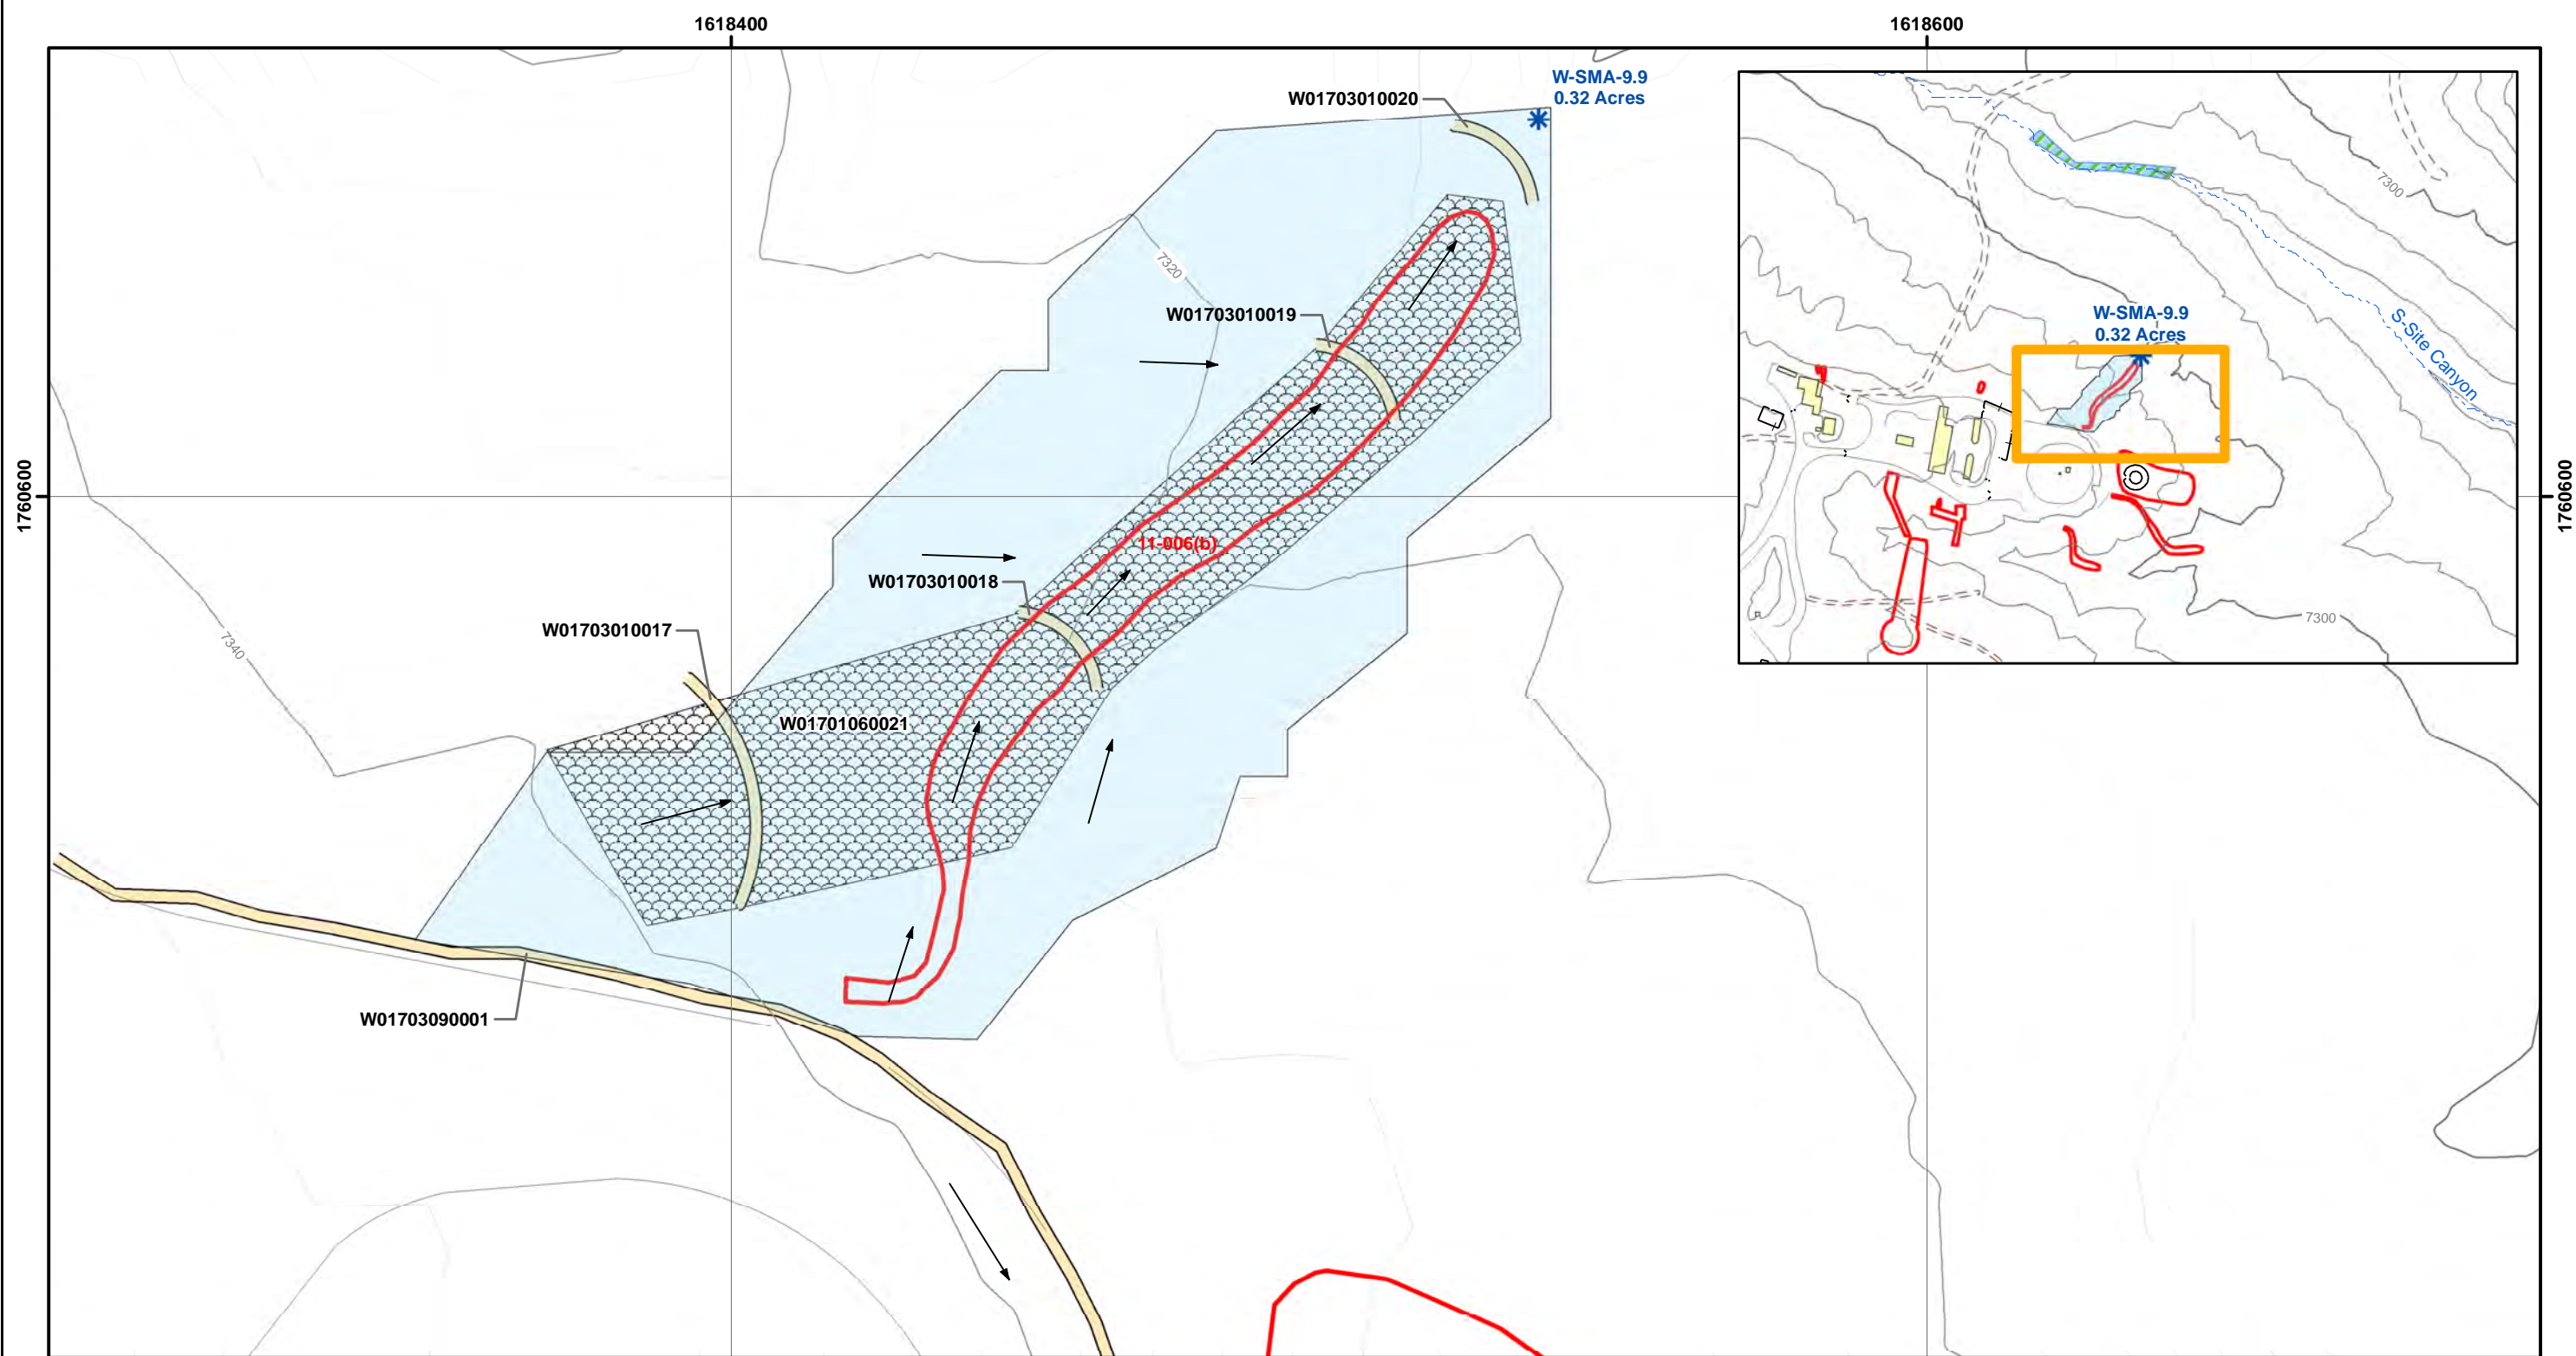 1618400
1618600
W-SMA-9.9
0.32 Acres
W01703010020
7300
7320
W01703010019
W-SMA-9.9
0.32 Acres
S-Site Canyon
1760600
1760600
11-006(b)
W01703010018
W01703010017
7340
7300
W01701060021
W01703090001